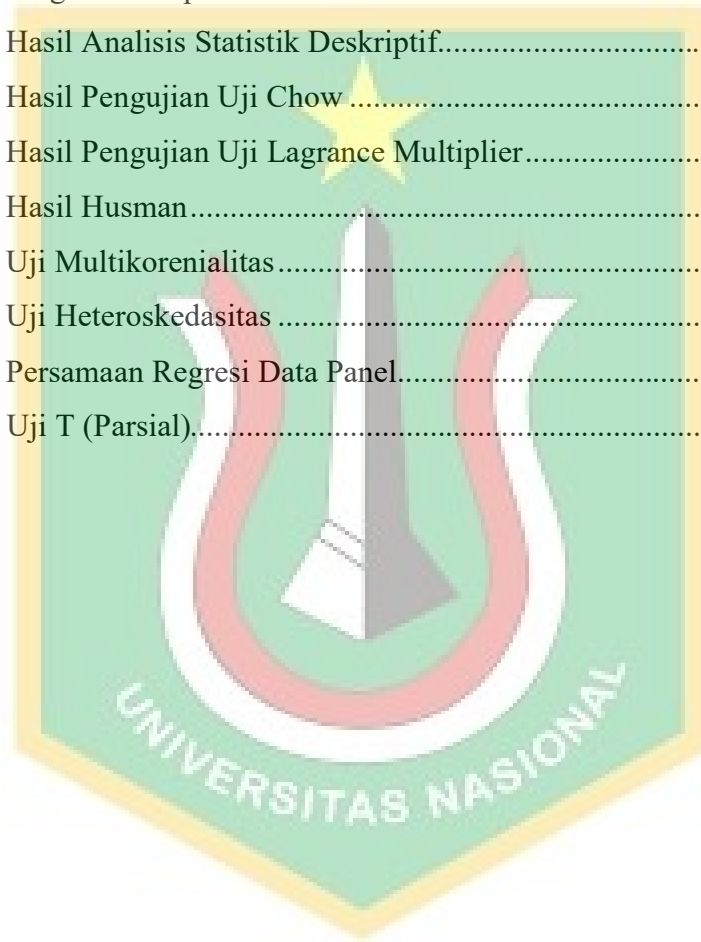 Hasil Analisis Statistik Deskriptif................................
Hasil Pengujian Uji Chow ...........................................
Hasil Pengujian Uji Lagrance Multiplier......................
Hasil Husman................................................................
Uji Multikorenialitas ....................................................
Uji Heteroskedasitas ....................................................
Persamaan Regresi Data Panel.....................................
Uji T (Parsial)............................................................
UNIVERSITAS NASIONAL